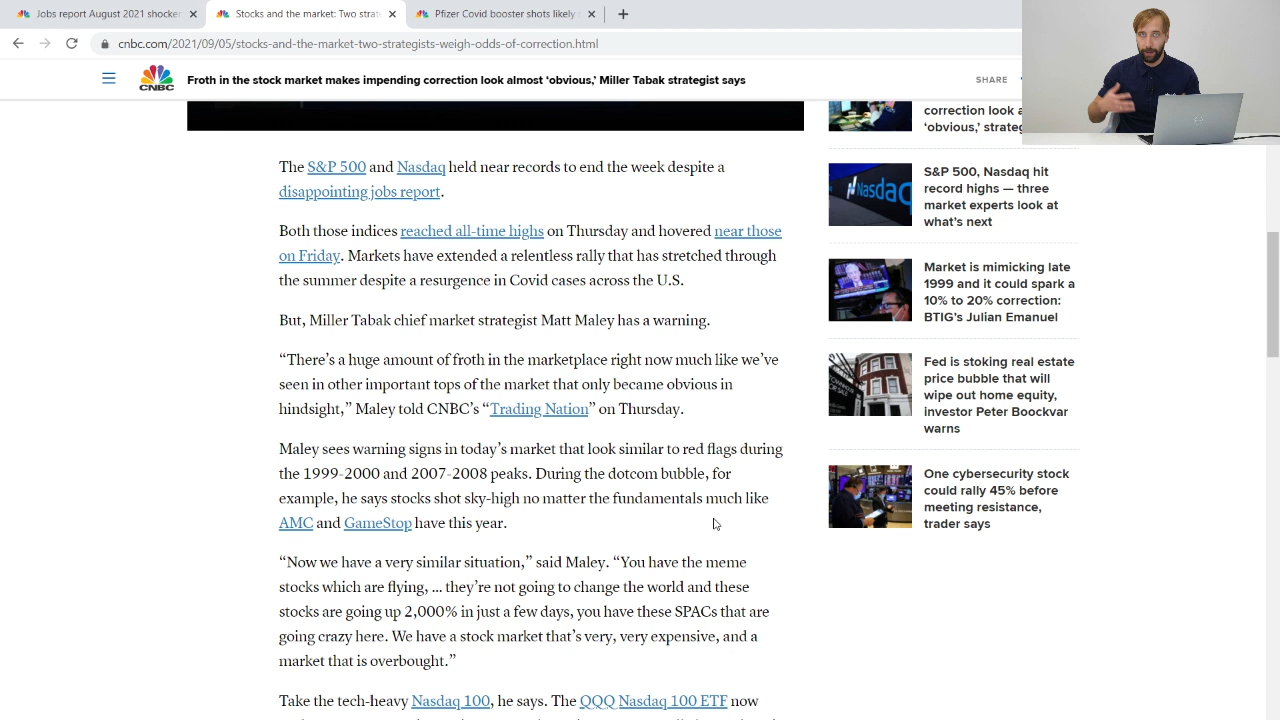 Jobs report August 2021 shocker
Stocks and the market: Two strate
Pfizer Covid booster shots likely r
cnbc.com/2021/09/05/stocks-and-the-market-two-strategists-weigh-odds-of-correction.html
CNBC
Froth in the stock market makes impending correction look almost ‘obvious,’ Miller Tabak strategist says
SHARE
The S&P 500 and Nasdaq held near records to end the week despite a
disappointing jobs report.
Both those indices reached all-time highs on Thursday and hovered near those
on Friday. Markets have extended a relentless rally that has stretched through
the summer despite a resurgence in Covid cases across the U.S.
But, Miller Tabak chief market strategist Matt Maley has a warning.
“There’s a huge amount of froth in the marketplace right now much like we’ve
seen in other important tops of the market that only became obvious in
hindsight,” Maley told CNBC’s “Trading Nation” on Thursday.
Maley sees warning signs in today’s market that look similar to red flags during
the 1999-2000 and 2007-2008 peaks. During the dotcom bubble, for
example, he says stocks shot sky-high no matter the fundamentals much like
AMC and GameStop have this year.
“Now we have a very similar situation,” said Maley. “You have the meme
stocks which are flying, ... they’re not going to change the world and these
stocks are going up 2,000% in just a few days, you have these SPACs that are
going crazy here. We have a stock market that’s very, very expensive, and a
market that is overbought.”
Take the tech-heavy Nasdaq 100, he says. The QQQ Nasdaq 100 ETF now
correction look a
‘obvious,’ strateg
Nasdaq
S&P 500, Nasdaq hit
record highs — three
market experts look at
what’s next
Market is mimicking late
1999 and it could spark a
10% to 20% correction:
BTIG’s Julian Emanuel
Fed is stoking real estate
price bubble that will
wipe out home equity,
investor Peter Boockvar
warns
One cybersecurity stock
could rally 45% before
meeting resistance,
trader says